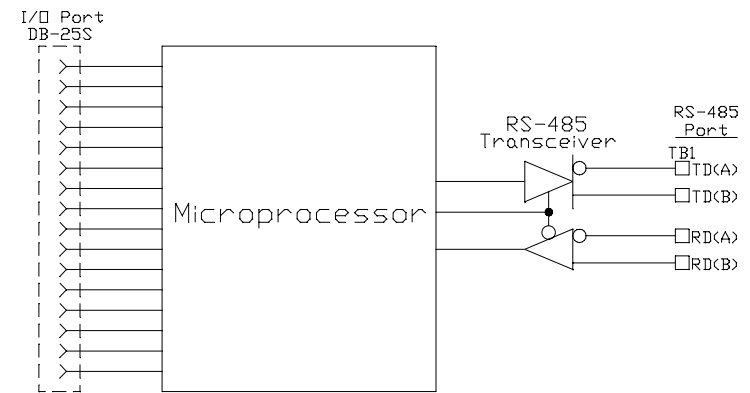 I/O Port
DB-25S
Microprocessor
RS-485
Transceiver
RS-485
Port
TB1
TD(A)
TD(B)
RD(A)
RD(B)